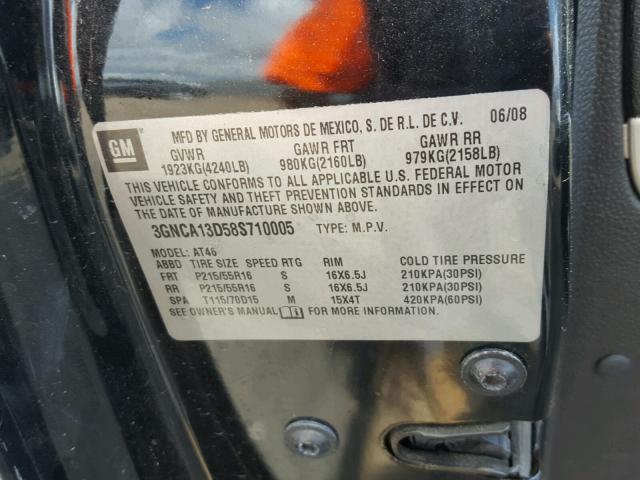 GM MFD BY GENERAL MOTORS DE MEXICO, S. DE R.L. DE C.V. 06/08
GVWR GAWR FRT GAWR RR
1923KG(4240LB) 980KG(2160LB) 979KG(2158LB)
THIS VEHICLE CONFORMS TO ALL APPLICABLE U.S. FEDERAL MOTOR
VEHICLE SAFETY AND THEFT PREVENTION STANDARDS IN EFFECT ON
THE DATE OF MANUFACTURE SHOWN ABOVE.
3GNCA13D58S710005 TYPE: M.P.V.
AT46
ABBD TIRE SIZE SPEED RTG RIM COLD TIRE PRESSURE
FRT P215/55R16 S 16X6.5J 210KPA(30PSI)
RR P215/55R16 S 16X6.5J 210KPA(30PSI)
SPA T115/70D15 M 15X4T 420KPA(60PSI)
SEE OWNER'S MANUAL FOR MORE INFORMATION.